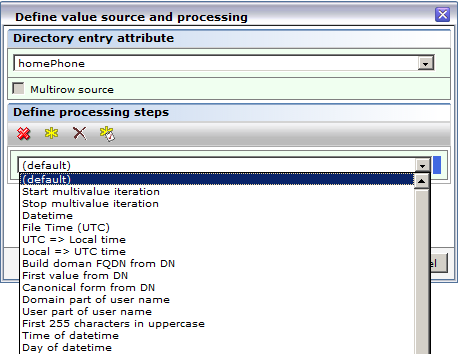 Define value source and processing
Directory entry attribute
homePhone
Multirow source
Define processing steps
(default)
(default)
Start multivalue iteration
Stop multivalue iteration
Datetime
File Time (UTC)
UTC => Local time
Local => UTC time
Build doman FQDN from DN
First value from DN
Canonical form from DN
Domain part of user name
User part of user name
First 255 characters in uppercase
Time of datetime
Day of datetime